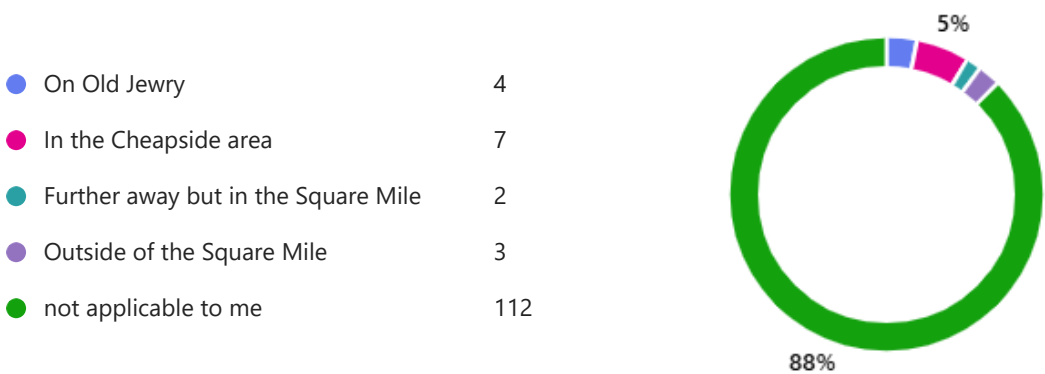 5%
On Old Jewry 4
In the Cheapside area 7
Further away but in the Square Mile 2
Outside of the Square Mile 3
not applicable to me 112
88%